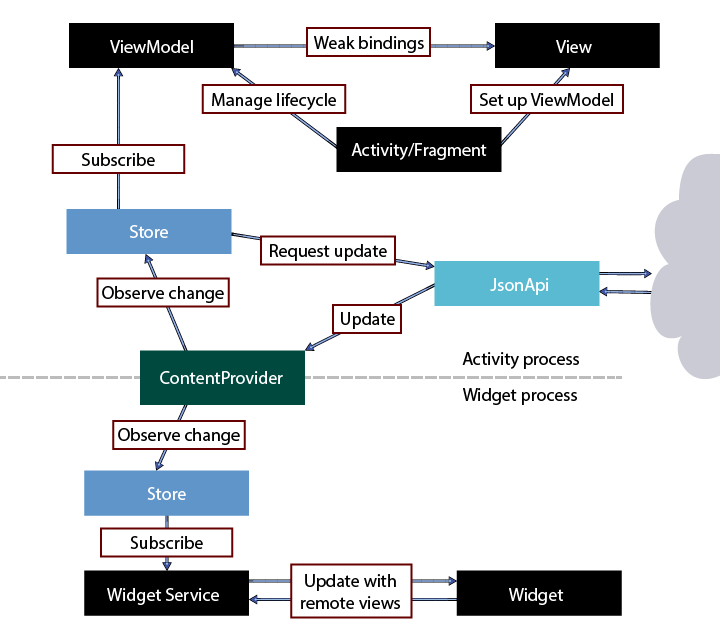 ViewModel
Weak bindings
View
Manage lifecycle
Set up ViewModel
Activity/Fragment
Subscribe
Store
Request update
JsonApi
Observe change
Update
ContentProvider
Activity process
Widget process
Observe change
Store
Subscribe
Widget Service
Update with
remote views
Widget